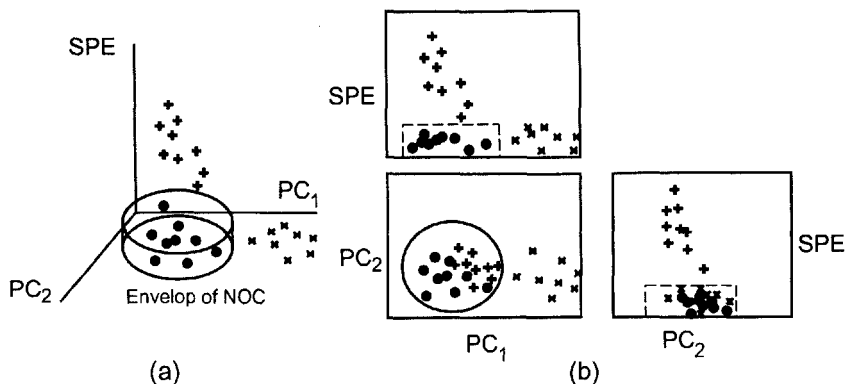 SPE
PC1
PC2
Envelop of NOC
(a)
SPE
PC2
PC1
SPE
PC2
(b)